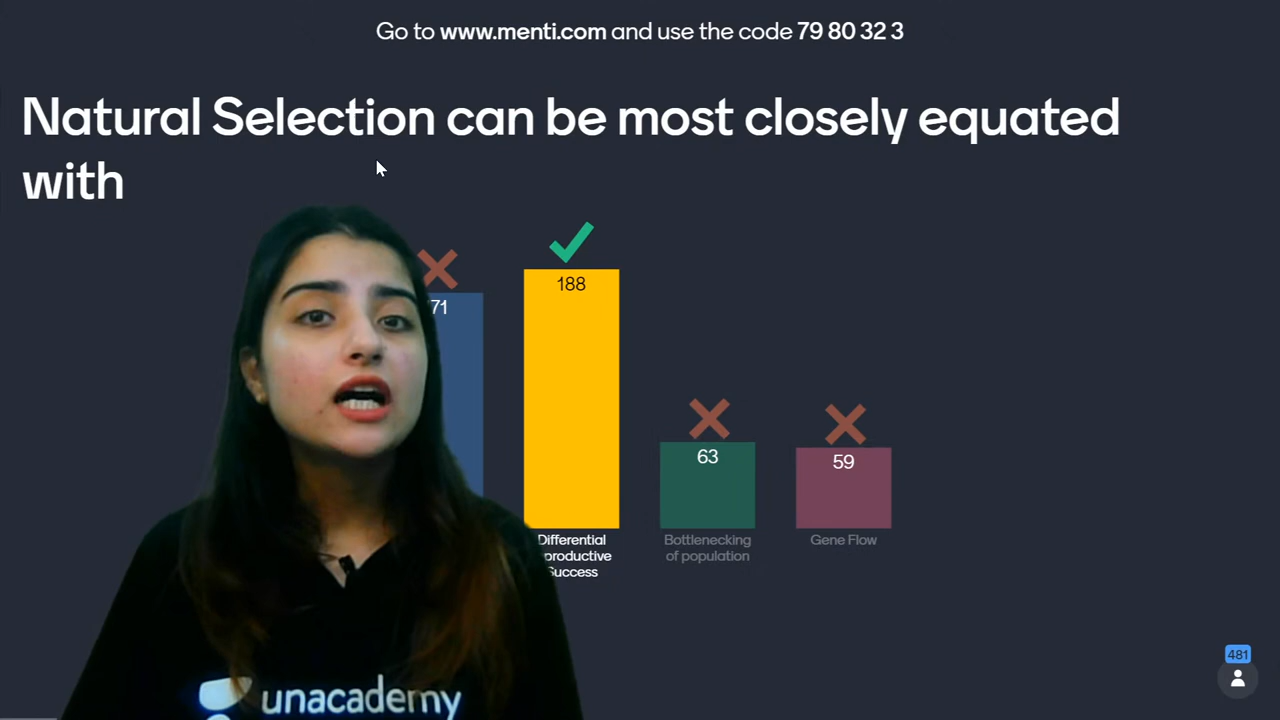 Go to www.menti.com and use the code 79 80 32 3
Natural Selection can be most closely equated
with
71
188
63
59
Differential
productive
Success
Bottlenecking
of population
Gene Flow
481
unacademy